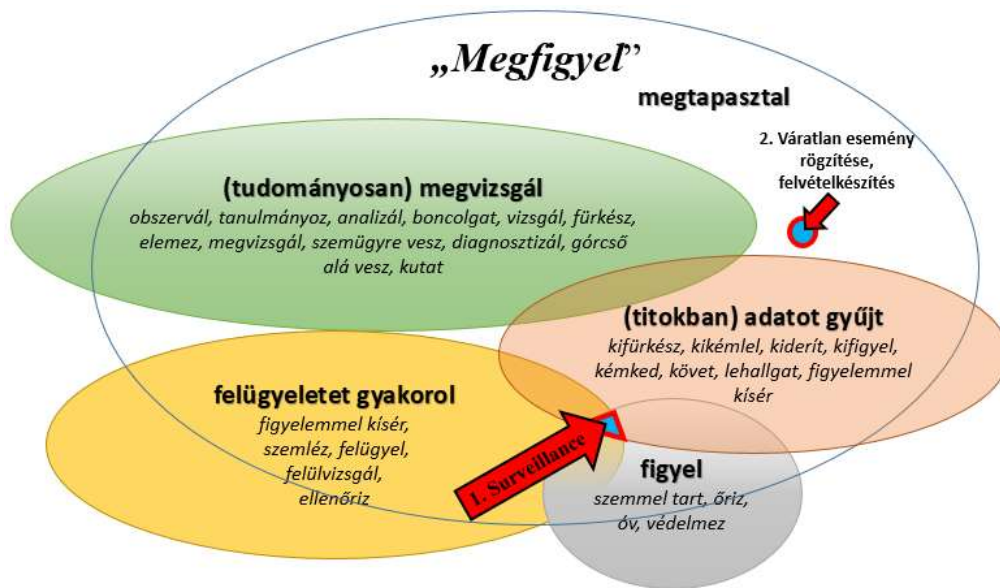 „Megfigyel”
megtapasztal
2. Váratlan esemény
rögzítése,
felvételkészítés
(tudományosan) megvizsgál
obszervál, tanulmányoz, analizál, boncolgat, vizsgál, fürkész,
elemez, megvizsgál, szemügyre vesz, diagnosztizál, górcső
alá vesz, kutat
(titokban) adatot gyűjt
kifürkész, kikémlel, kiderít, kifigyel,
kémked, követ, lehallgat, figyelemmel
kísér
felügyeletet gyakorol
figyelemmel kísér,
szemléz, felügyel,
felülvizsgál,
ellenőriz
1. Surveillance
figyel
szemmel tart, őriz,
óv, védelmez